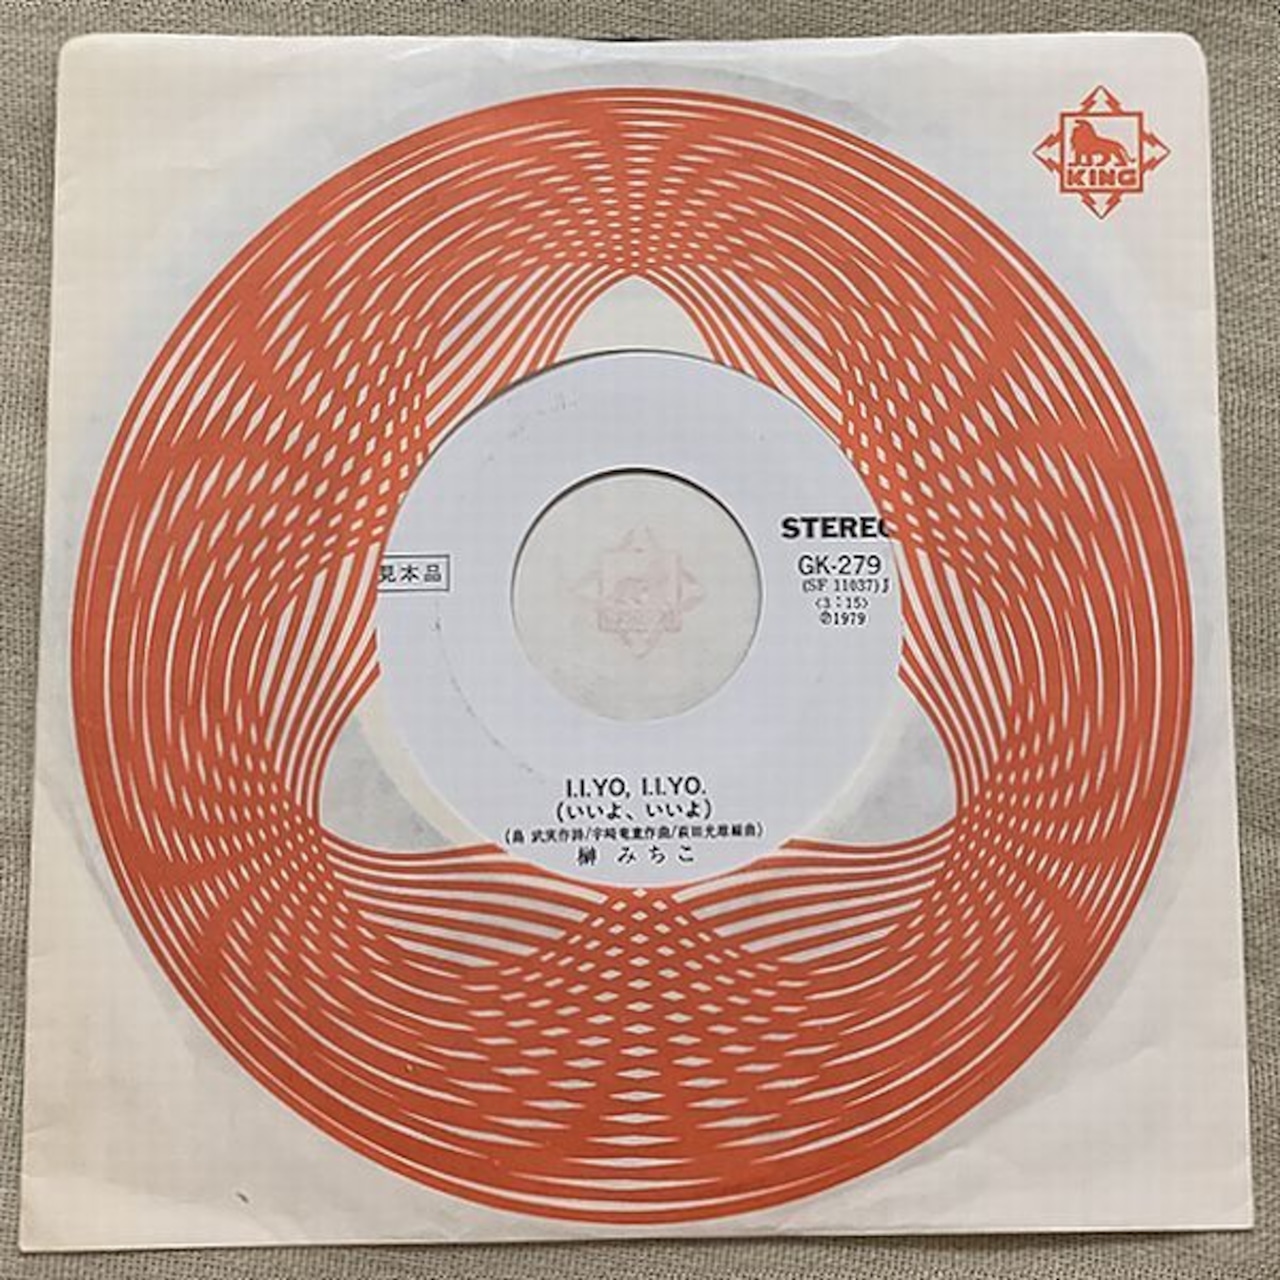 KING
見本品
STEREO
GK-279
(SF 11037)J
<3:15>
℗1979
I.I.YO, I.I.YO.
(いいよ、いいよ)
(島 武実作詩/宇崎竜童作曲/萩田光雄編曲)
榊 みちこ